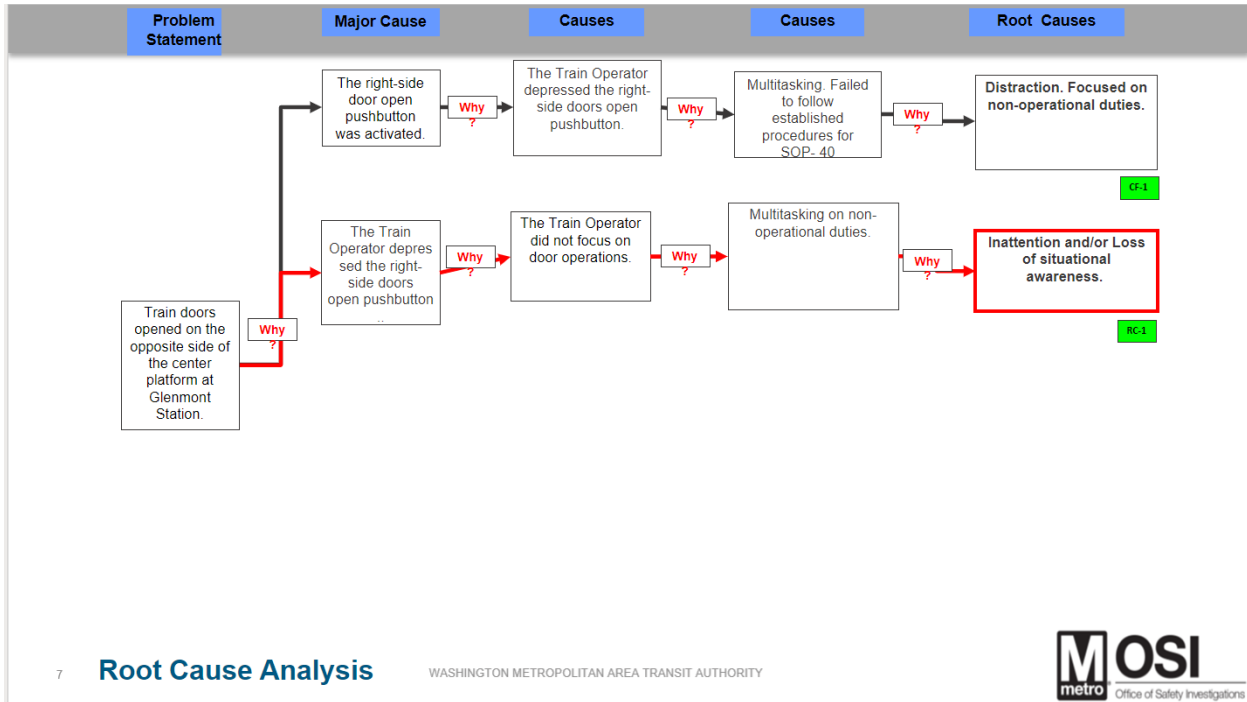 Problem
Statement
Major Cause
Causes
Causes
Root Causes
The right-side
door open
pushbutton
was activated.
Why
?
The Train Operator
depressed the right-
side doors open
pushbutton.
Why
?
Multitasking. Failed
to follow
established
procedures for
SOP- 40
Why
?
Distraction. Focused on
non-operational duties.
CF-1
The Train
Operator depres
sed the right-
side doors
open pushbutton
..
Why
?
The Train Operator
did not focus on
door operations.
Why
?
Multitasking on non-
operational duties.
Why
?
Inattention and/or Loss
of situational
awareness.
RC-1
Train doors
opened on the
opposite side of
the center
platform at
Glenmont
Station.
Why
?
7
Root Cause Analysis
WASHINGTON METROPOLITAN AREA TRANSIT AUTHORITY
M
metro
OSI
Office of Safety Investigations